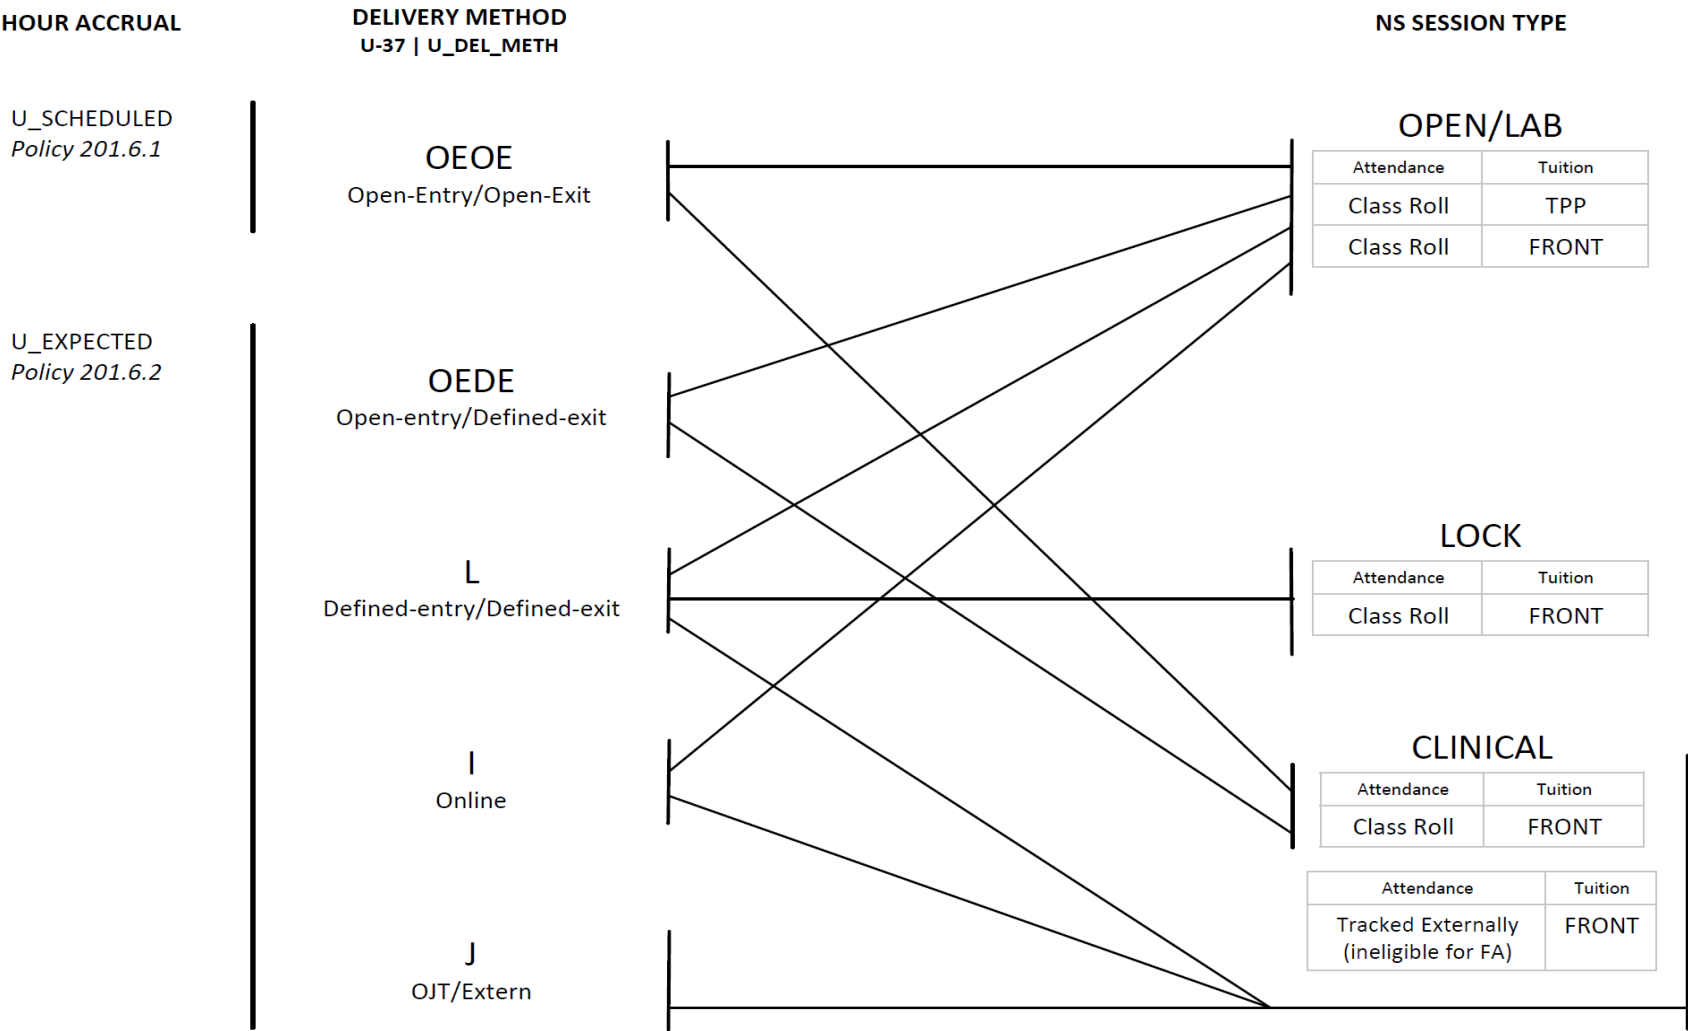 HOUR ACCRUAL
DELIVERY METHOD
U-37 | U_DEL_METH
NS SESSION TYPE
U_SCHEDULED
Policy 201.6.1
OEOE
Open-Entry/Open-Exit
OPEN/LAB
Attendance Tuition
Class Roll TPP
Class Roll FRONT
U_EXPECTED
Policy 201.6.2
OEDE
Open-entry/Defined-exit
L
Defined-entry/Defined-exit
LOCK
Attendance Tuition
Class Roll FRONT
I
Online
CLINICAL
Attendance Tuition
Class Roll FRONT
Attendance Tuition
Tracked Externally FRONT
(ineligible for FA)
J
OJT/Extern